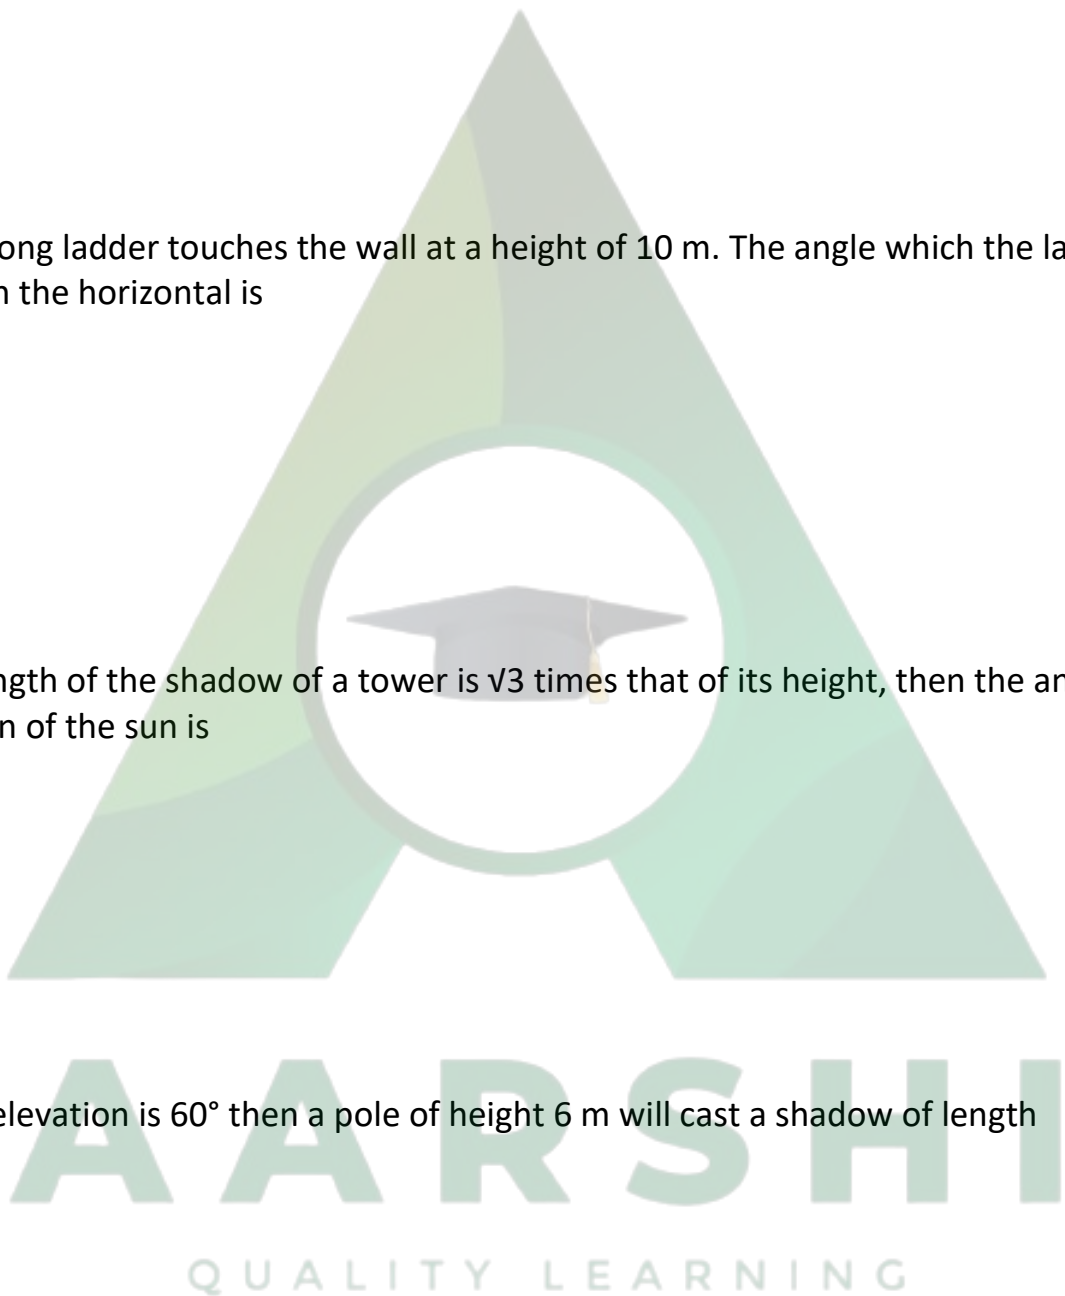 ong ladder touches the wall at a height of 10 m. The angle which the la
n the horizontal is
ngth of the shadow of a tower is √3 times that of its height, then the an
n of the sun is
elevation is 60° then a pole of height 6 m will cast a shadow of length
AARSHI
QUALITY LEARNING